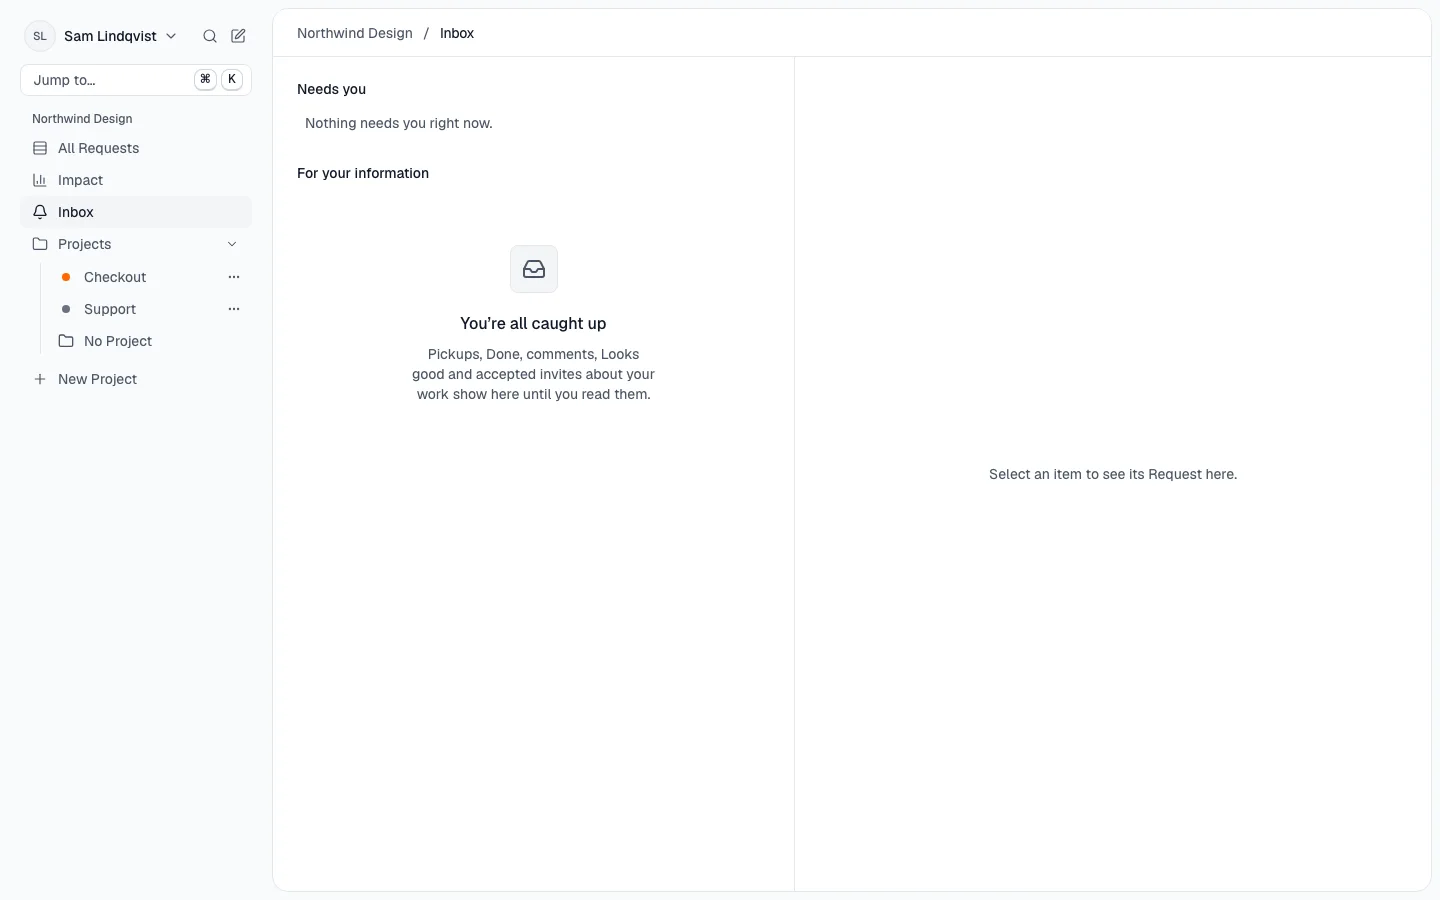 SL
Sam Lindqvist
Jump to...
⌘ K
Northwind Design
All Requests
Impact
Inbox
Projects
Checkout
Support
No Project
New Project
Northwind Design / Inbox
Needs you
Nothing needs you right now.
For your information
You’re all caught up
Pickups, Done, comments, Looks
good and accepted invites about your
work show here until you read them.
Select an item to see its Request here.